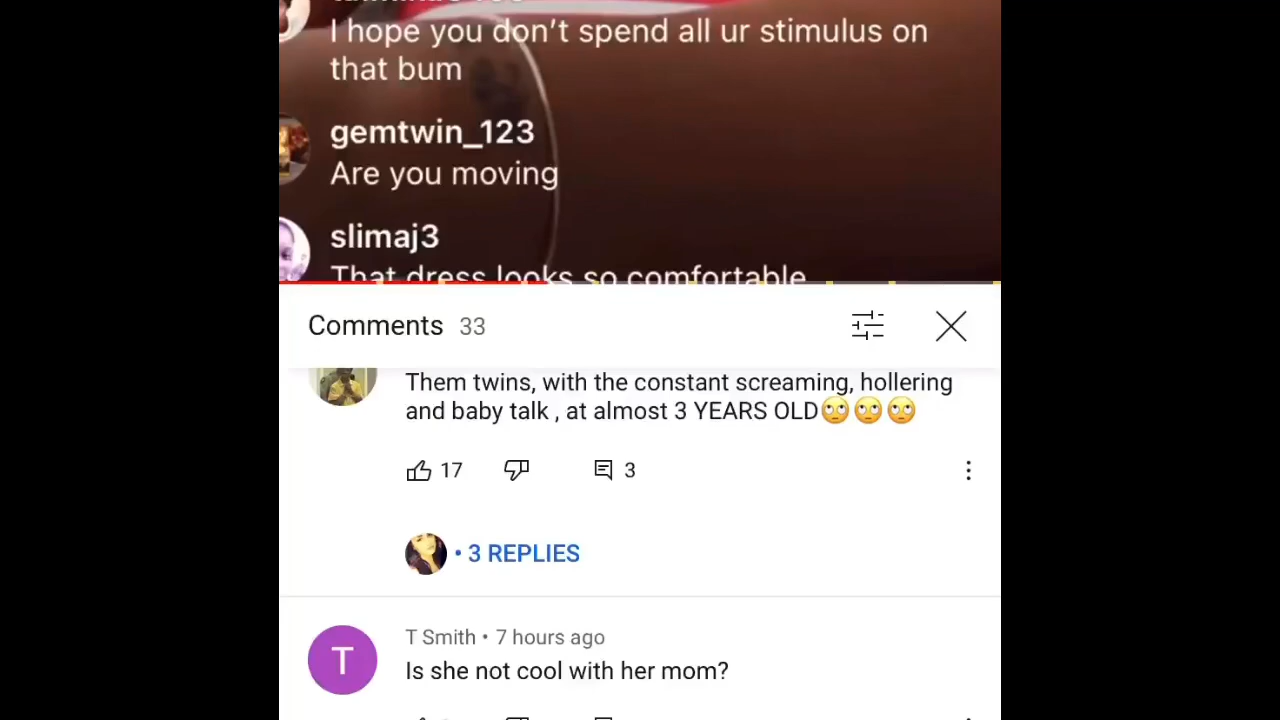 I hope you don't spend all ur stimulus on
that bum
gemtwin_123
Are you moving
slimaj3
That dress looks so comfortable
Comments 33
Them twins, with the constant screaming, hollering
and baby talk , at almost 3 YEARS OLD🙄🙄🙄
17 3
• 3 REPLIES
T
T Smith • 7 hours ago
Is she not cool with her mom?